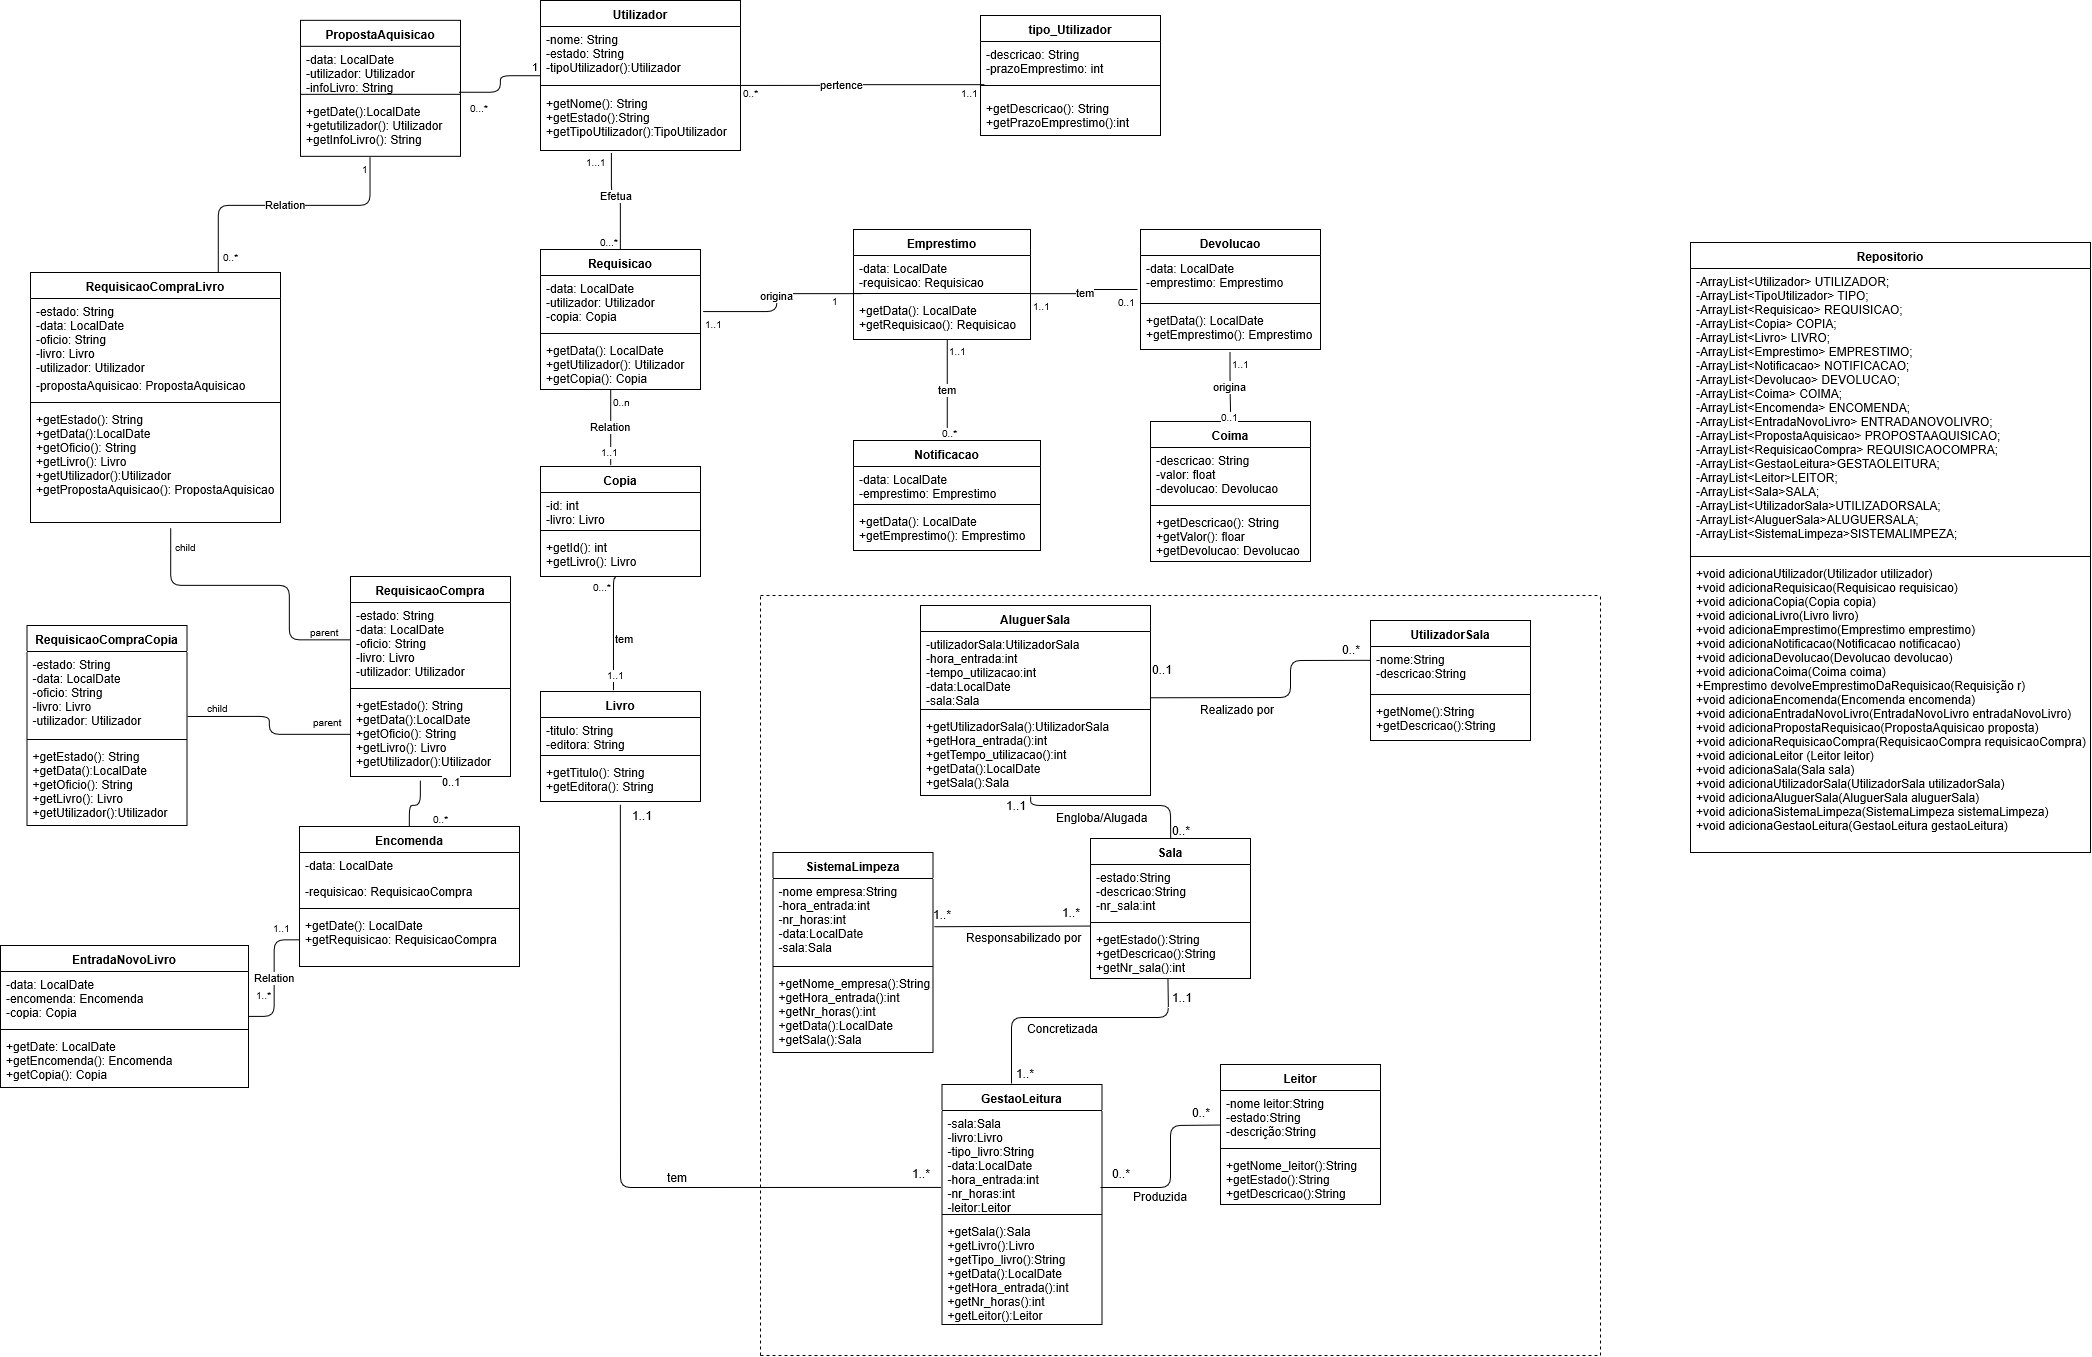 PropostaAquisicao
-data: LocalDate
-utilizador: Utilizador
-infoLivro: String
+getDate():LocalDate
+getutilizador(): Utilizador
+getInfoLivro(): String
0...*
1
Utilizador
-nome: String
-estado: String
-tipoUtilizador():Utilizador
+getNome(): String
+getEstado():String
+getTipoUtilizador():TipoUtilizador
0..*
pertence
1..1
tipo_Utilizador
-descricao: String
-prazoEmprestimo: int
+getDescricao(): String
+getPrazoEmprestimo():int
1
Relation
0..*
1...1
Efetua
0...*
RequisicaoCompraLivro
-estado: String
-data: LocalDate
-oficio: String
-livro: Livro
-utilizador: Utilizador
-propostaAquisicao: PropostaAquisicao
+getEstado(): String
+getData():LocalDate
+getOficio(): String
+getLivro(): Livro
+getUtilizador():Utilizador
+getPropostaAquisicao(): PropostaAquisicao
child
parent
Requisicao
-data: LocalDate
-utilizador: Utilizador
-copia: Copia
+getData(): LocalDate
+getUtilizador(): Utilizador
+getCopia(): Copia
1..1
origina
1
Emprestimo
-data: LocalDate
-requisicao: Requisicao
+getData(): LocalDate
+getRequisicao(): Requisicao
1..1
tem
0..1
Devolucao
-data: LocalDate
-emprestimo: Emprestimo
+getData(): LocalDate
+getEmprestimo(): Emprestimo
1..1
tem
0..*
1..1
origina
0..1
0..n
Relation
1..1
Notificacao
-data: LocalDate
-emprestimo: Emprestimo
+getData(): LocalDate
+getEmprestimo(): Emprestimo
Coima
-descricao: String
-valor: float
-devolucao: Devolucao
+getDescricao(): String
+getValor(): floar
+getDevolucao: Devolucao
Copia
-id: int
-livro: Livro
+getId(): int
+getLivro(): Livro
0...*
tem
1..1
Livro
-titulo: String
-editora: String
+getTitulo(): String
+getEditora(): String
1..1
tem
1..*
RequisicaoCompra
-estado: String
-data: LocalDate
-oficio: String
-livro: Livro
-utilizador: Utilizador
+getEstado(): String
+getData():LocalDate
+getOficio(): String
+getLivro(): Livro
+getUtilizador():Utilizador
RequisicaoCompraCopia
-estado: String
-data: LocalDate
-oficio: String
-livro: Livro
-utilizador: Utilizador
+getEstado(): String
+getData():LocalDate
+getOficio(): String
+getLivro(): Livro
+getUtilizador():Utilizador
child
parent
0..1
0..*
Encomenda
-data: LocalDate
-requisicao: RequisicaoCompra
+getDate(): LocalDate
+getRequisicao: RequisicaoCompra
1..1
Relation
1..*
EntradaNovoLivro
-data: LocalDate
-encomenda: Encomenda
-copia: Copia
+getDate: LocalDate
+getEncomenda(): Encomenda
+getCopia(): Copia
AluguerSala
-utilizadorSala:UtilizadorSala
-hora_entrada:int
-tempo_utilizacao:int
-data:LocalDate
-sala:Sala
+getUtilizadorSala():UtilizadorSala
+getHora_entrada():int
+getTempo_utilizacao():int
+getData():LocalDate
+getSala():Sala
0..1
Realizado por
0..*
UtilizadorSala
-nome:String
-descricao:String
+getNome():String
+getDescricao():String
1..1
Engloba/Alugada
0..*
SistemaLimpeza
-nome empresa:String
-hora_entrada:int
-nr_horas:int
-data:LocalDate
-sala:Sala
+getNome_empresa():String
+getHora_entrada():int
+getNr_horas():int
+getData():LocalDate
+getSala():Sala
1..*
Responsabilizado por
1..*
Sala
-estado:String
-descricao:String
-nr_sala:int
+getEstado():String
+getDescricao():String
+getNr_sala():int
1..1
Concretizada
1..*
GestaoLeitura
-sala:Sala
-livro:Livro
-tipo_livro:String
-data:LocalDate
-hora_entrada:int
-nr_horas:int
-leitor:Leitor
+getSala():Sala
+getLivro():Livro
+getTipo_livro():String
+getData():LocalDate
+getHora_entrada():int
+getNr_horas():int
+getLeitor():Leitor
0..*
Produzida
0..*
Leitor
-nome leitor:String
-estado:String
-descrição:String
+getNome_leitor():String
+getEstado():String
+getDescricao():String
Repositorio
-ArrayList<Utilizador> UTILIZADOR;
-ArrayList<TipoUtilizador> TIPO;
-ArrayList<Requisicao> REQUISICAO;
-ArrayList<Copia> COPIA;
-ArrayList<Livro> LIVRO;
-ArrayList<Emprestimo> EMPRESTIMO;
-ArrayList<Notificacao> NOTIFICACAO;
-ArrayList<Devolucao> DEVOLUCAO;
-ArrayList<Coima> COIMA;
-ArrayList<Encomenda> ENCOMENDA;
-ArrayList<EntradaNovoLivro> ENTRADANOVOLIVRO;
-ArrayList<PropostaAquisicao> PROPOSTAAQUISICAO;
-ArrayList<RequisicaoCompra> REQUISICAOCOMPRA;
-ArrayList<GestaoLeitura>GESTAOLEITURA;
-ArrayList<Leitor>LEITOR;
-ArrayList<Sala>SALA;
-ArrayList<UtilizadorSala>UTILIZADORSALA;
-ArrayList<AluguerSala>ALUGUERSALA;
-ArrayList<SistemaLimpeza>SISTEMALIMPEZA;
+void adicionaUtilizador(Utilizador utilizador)
+void adicionaRequisicao(Requisicao requisicao)
+void adicionaCopia(Copia copia)
+void adicionaLivro(Livro livro)
+void adicionaEmprestimo(Emprestimo emprestimo)
+void adicionaNotificacao(Notificacao notificacao)
+void adicionaDevolucao(Devolucao devolucao)
+void adicionaCoima(Coima coima)
+Emprestimo devolveEmprestimoDaRequisicao(Requisição r)
+void adicionaEncomenda(Encomenda encomenda)
+void adicionaEntradaNovoLivro(EntradaNovoLivro entradaNovoLivro)
+void adicionaPropostaRequisicao(PropostaAquisicao proposta)
+void adicionaRequisicaoCompra(RequisicaoCompra requisicaoCompra)
+void adicionaLeitor (Leitor leitor)
+void adicionaSala(Sala sala)
+void adicionaUtilizadorSala(UtilizadorSala utilizadorSala)
+void adicionaAluguerSala(AluguerSala aluguerSala)
+void adicionaSistemaLimpeza(SistemaLimpeza sistemaLimpeza)
+void adicionaGestaoLeitura(GestaoLeitura gestaoLeitura)